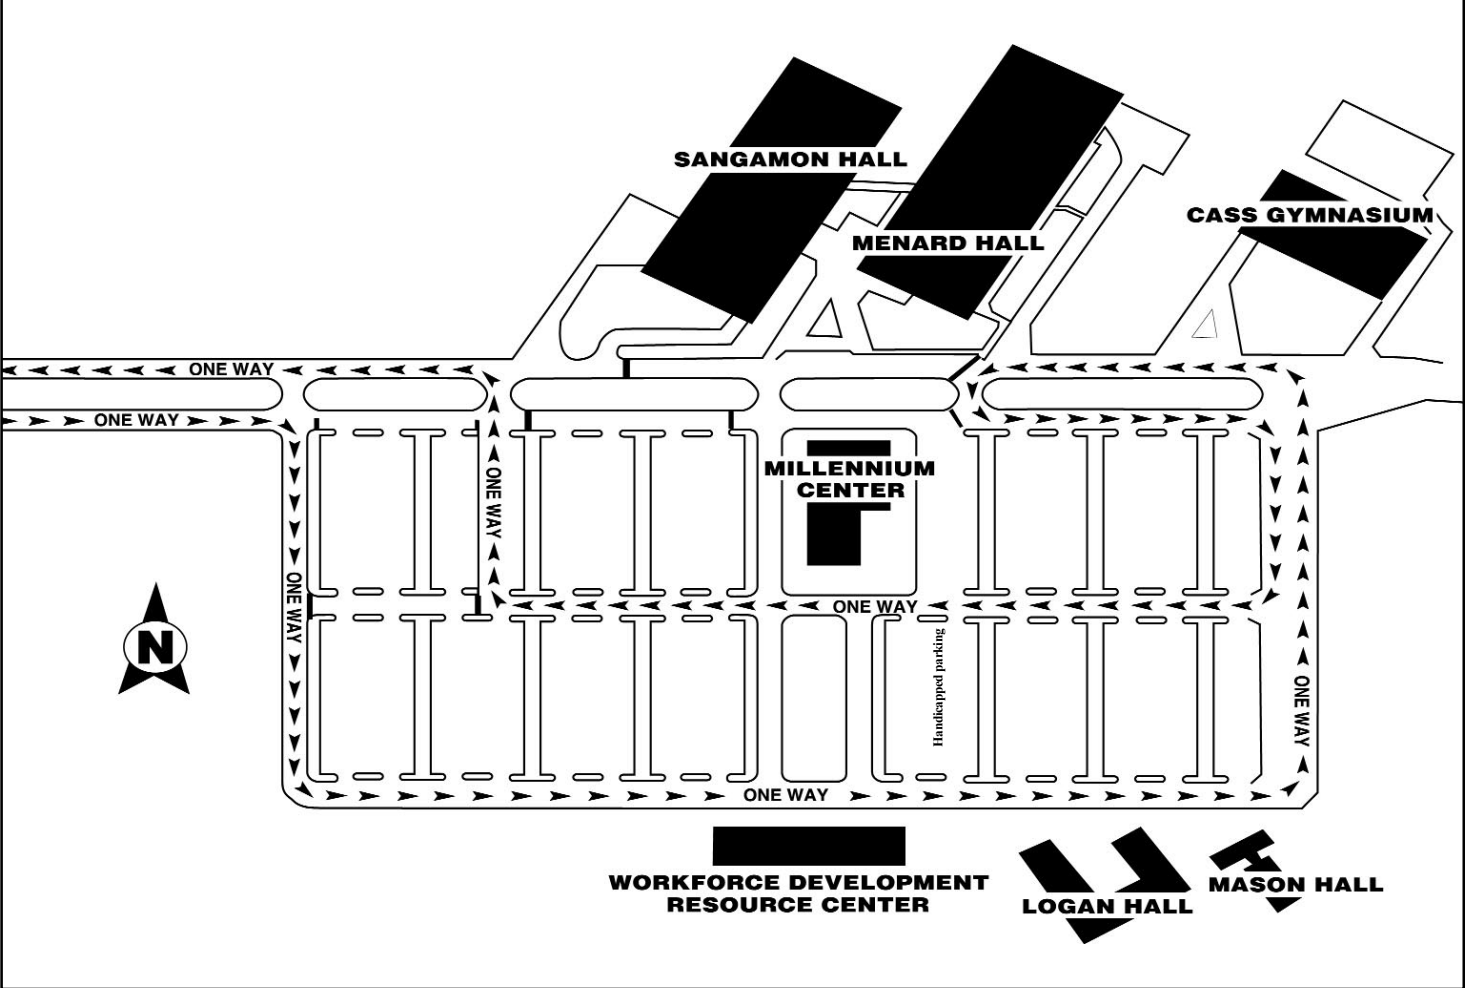 SANGAMON HALL
MENARD HALL
CASS GYMNASIUM
ONE WAY
ONE WAY
MILLENNIUM
CENTER
ONE WAY
ONE WAY
ONE WAY
N
Handicapped parking
ONE WAY
ONE WAY
WORKFORCE DEVELOPMENT
RESOURCE CENTER
LOGAN HALL
MASON HALL